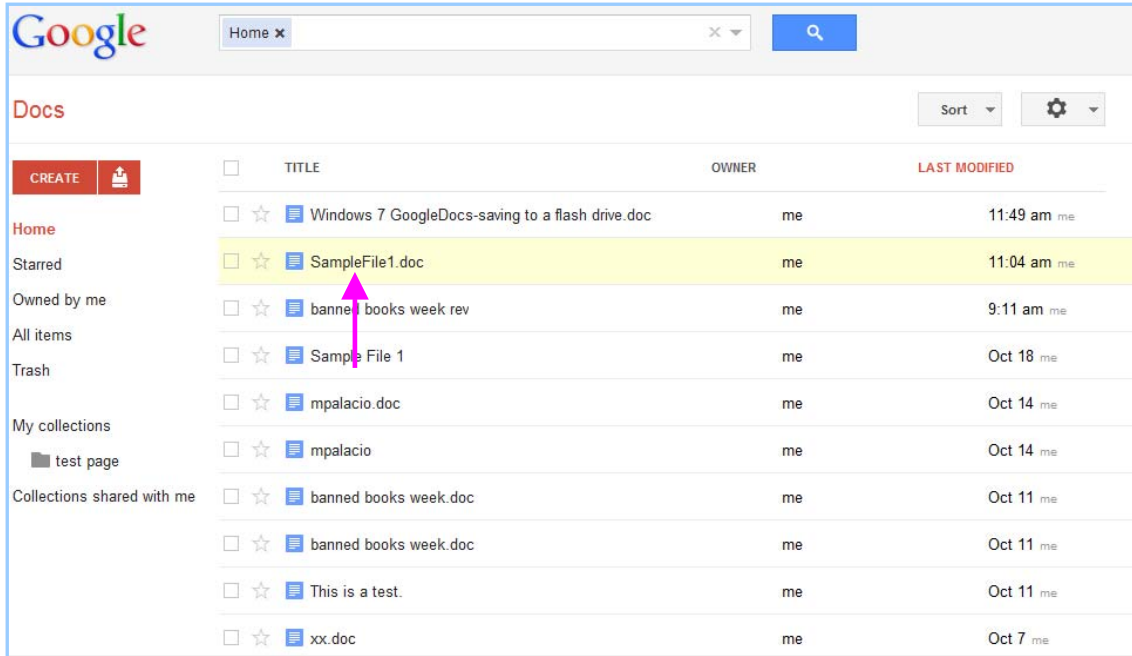 Google
Home x
Docs
Sort
CREATE
TITLE OWNER LAST MODIFIED
Home
Starred
Owned by me
All items
Trash
My collections
test page
Collections shared with me
Windows 7 GoogleDocs-saving to a flash drive.doc me 11:49 am me
SampleFile1.doc me 11:04 am me
banned books week rev me 9:11 am me
Sample File 1 me Oct 18 me
mpalacio.doc me Oct 14 me
mpalacio me Oct 14 me
banned books week.doc me Oct 11 me
banned books week.doc me Oct 11 me
This is a test. me Oct 11 me
xx.doc me Oct 7 me